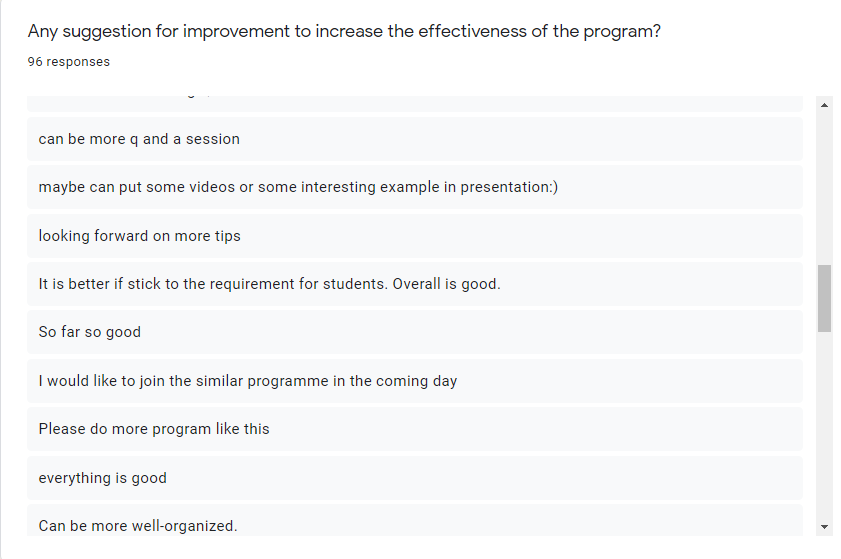 Any suggestion for improvement to increase the effectiveness of the program?
96 responses
can be more q and a session
maybe can put some videos or some interesting example in presentation:)
looking forward on more tips
It is better if stick to the requirement for students. Overall is good.
So far so good
I would like to join the similar programme in the coming day
Please do more program like this
everything is good
Can be more well-organized.